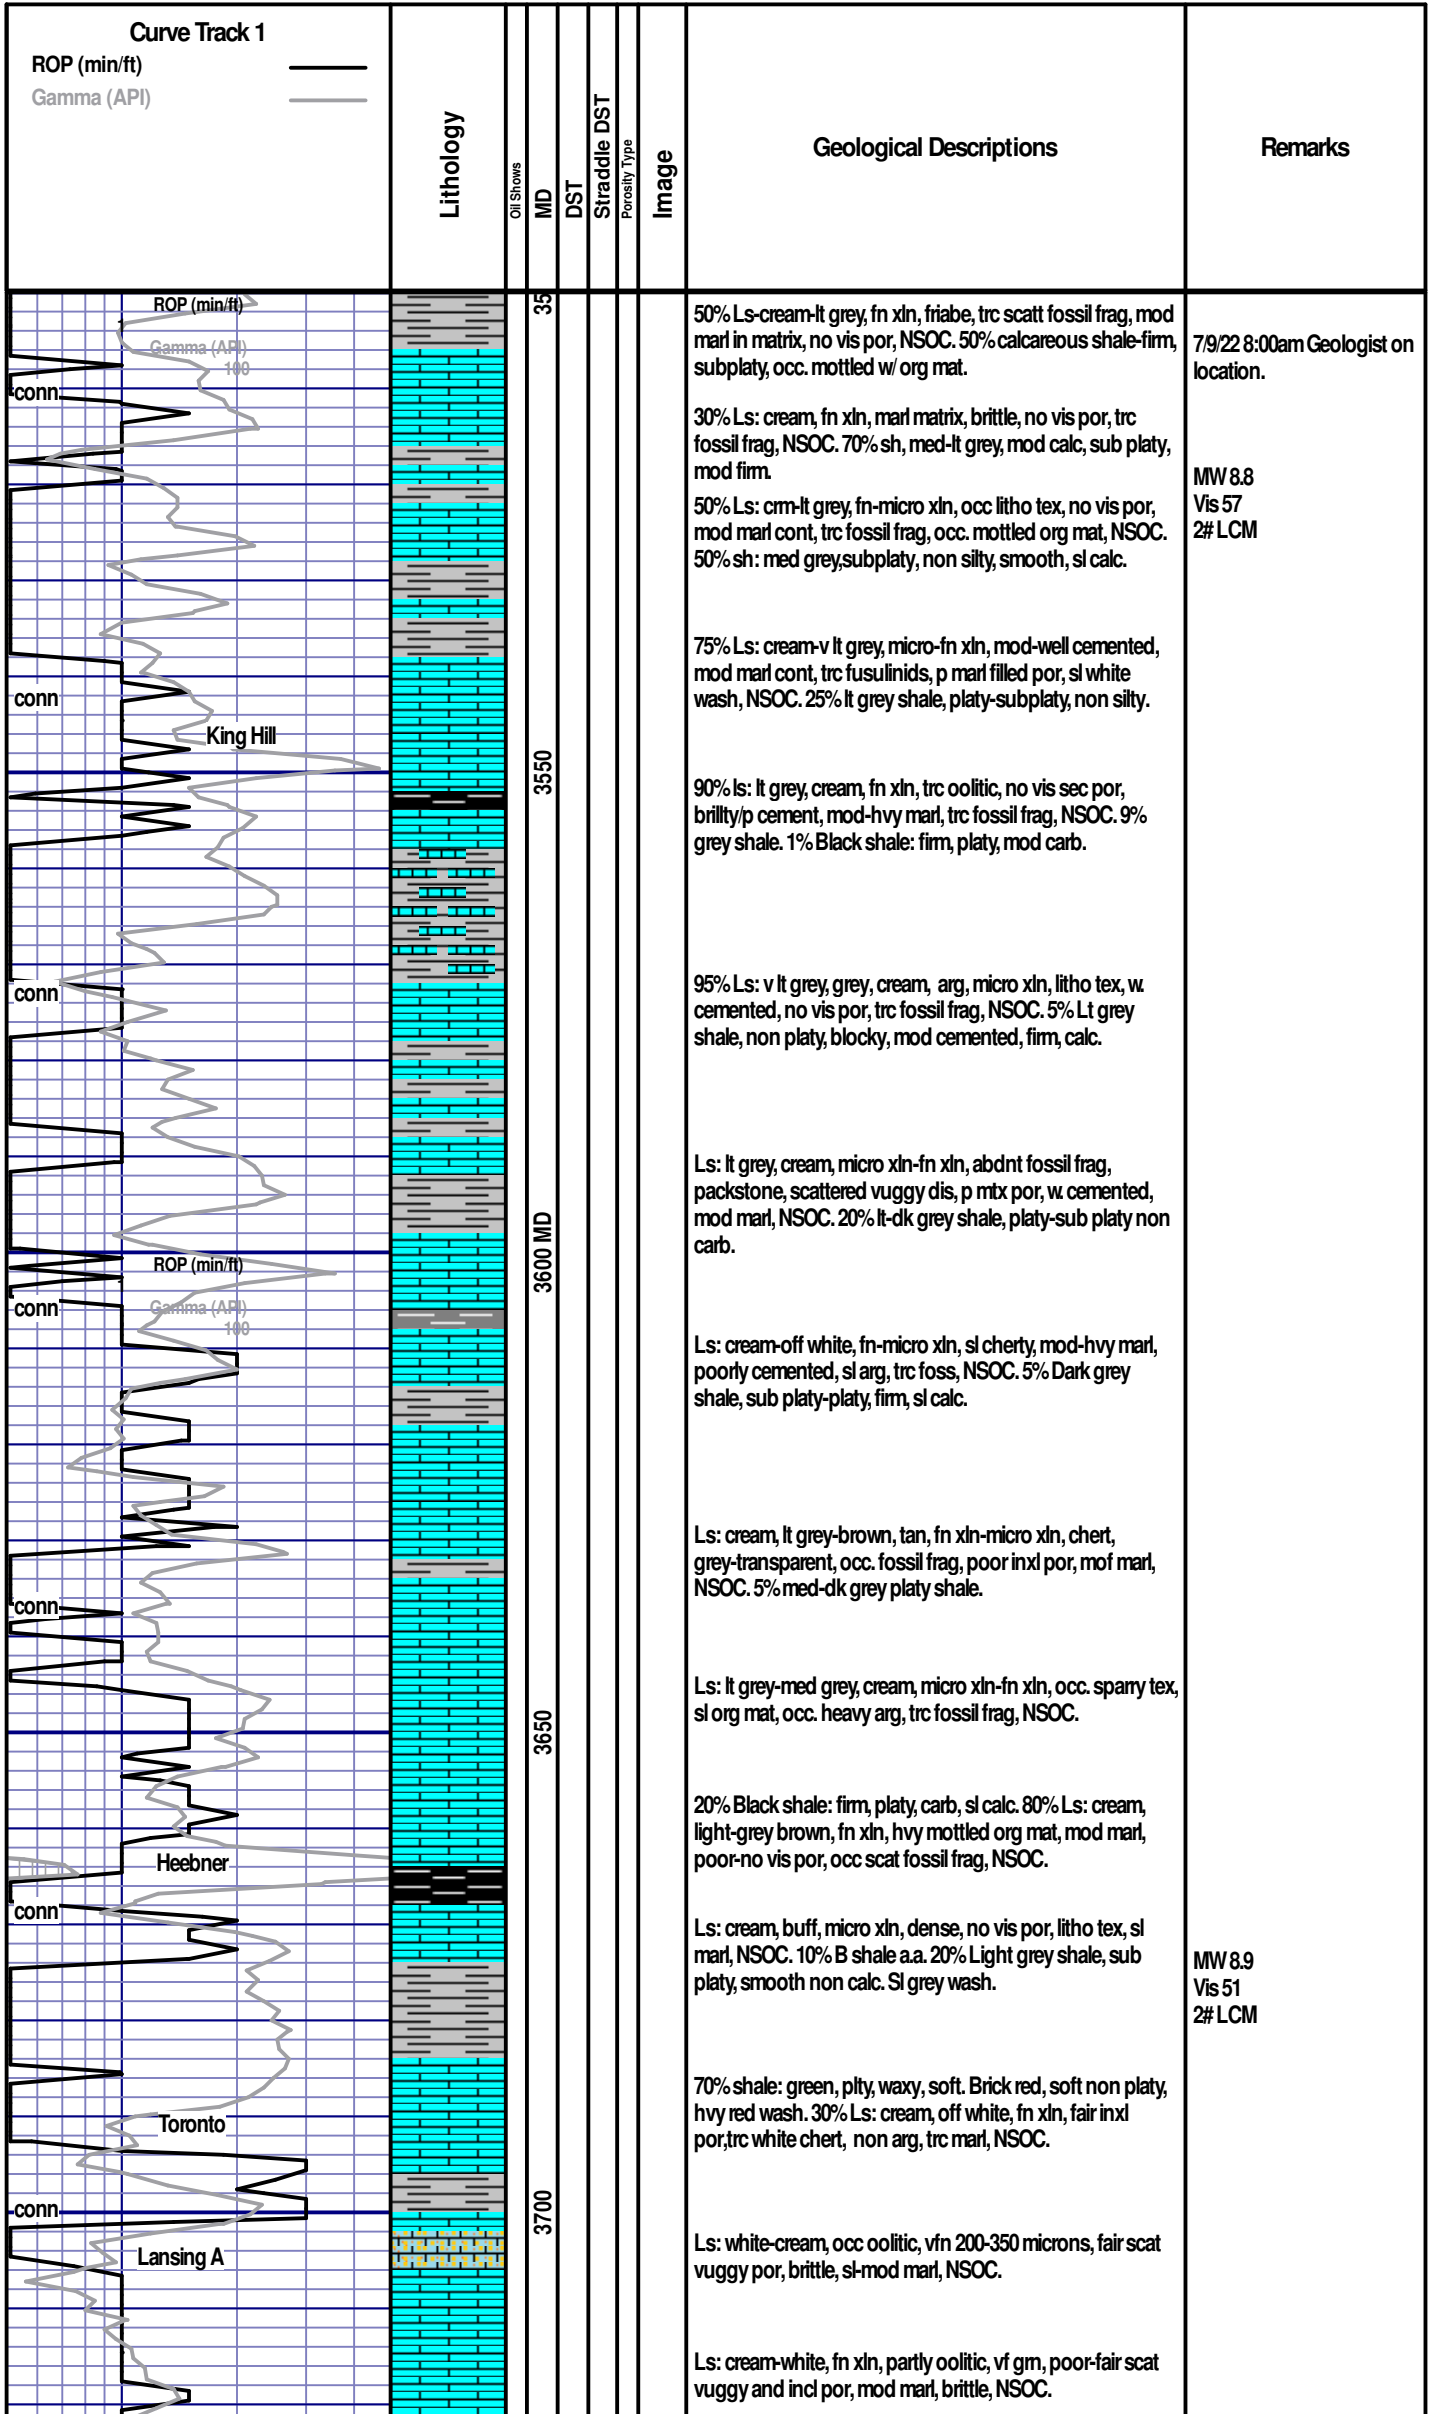 Curve Track 1
ROP (min/ft)
Gamma (API)
Lithology
Oil Shows
MD
DST
Straddle DST
Porosity Type
Image
Geological Descriptions
Remarks
ROP (min/ft)
1
Gamma (API)
100
35
50% Ls-cream-lt grey, fn xln, friabe, trc scatt fossil frag, mod
marl in matrix, no vis por, NSOC. 50% calcareous shale-firm,
subplaty, occ. mottled w/ org mat.
7/9/22 8:00am Geologist on
location.
conn
30% Ls: cream, fn xln, marl matrix, brittle, no vis por, trc
fossil frag, NSOC. 70% sh, med-lt grey, mod calc, sub platy,
mod firm.
MW 8.8
Vis 57
2# LCM
50% Ls: crm-lt grey, fn-micro xln, occ litho tex, no vis por,
mod marl cont, trc fossil frag, occ. mottled org mat, NSOC.
50% sh: med grey,subplaty, non silty, smooth, sl calc.
75% Ls: cream-v lt grey, micro-fn xln, mod-well cemented,
mod marl cont, trc fusulinids, p marl filled por, sl white
wash, NSOC. 25% lt grey shale, platy-subplaty, non silty.
conn
King Hill
3550
90% ls: lt grey, cream, fn xln, trc oolitic, no vis sec por,
brillty/p cement, mod-hvy marl, trc fossil frag, NSOC. 9%
grey shale. 1% Black shale: firm, platy, mod carb.
conn
95% Ls: v lt grey, grey, cream, arg, micro xln, litho tex, w.
cemented, no vis por, trc fossil frag, NSOC. 5% Lt grey
shale, non platy, blocky, mod cemented, firm, calc.
Ls: lt grey, cream, micro xln-fn xln, abdnt fossil frag,
packstone, scattered vuggy dis, p mtx por, w. cemented,
mod marl, NSOC. 20% lt-dk grey shale, platy-sub platy non
carb.
3600 MD
ROP (min/ft)
conn
Gamma (API)
100
Ls: cream-off white, fn-micro xln, sl cherty, mod-hvy marl,
poorly cemented, sl arg, trc foss, NSOC. 5% Dark grey
shale, sub platy-platy, firm, sl calc.
Ls: cream, lt grey-brown, tan, fn xln-micro xln, chert,
grey-transparent, occ. fossil frag, poor inxl por, mof marl,
NSOC. 5% med-dk grey platy shale.
conn
Ls: lt grey-med grey, cream, micro xln-fn xln, occ. sparry tex,
sl org mat, occ. heavy arg, trc fossil frag, NSOC.
3650
20% Black shale: firm, platy, carb, sl calc. 80% Ls: cream,
light-grey brown, fn xln, hvy mottled org mat, mod marl,
poor-no vis por, occ scat fossil frag, NSOC.
Heebner
conn
Ls: cream, buff, micro xln, dense, no vis por, litho tex, sl
marl, NSOC. 10% B shale a.a. 20% Light grey shale, sub
platy, smooth non calc. Sl grey wash.
MW 8.9
Vis 51
2# LCM
70% shale: green, plty, waxy, soft. Brick red, soft non platy,
hvy red wash. 30% Ls: cream, off white, fn xln, fair inxl
por,trc white chert, non arg, trc marl, NSOC.
Toronto
conn
3700
Ls: white-cream, occ oolitic, vfn 200-350 microns, fair scat
vuggy por, brittle, sl-mod marl, NSOC.
Lansing A
Ls: cream-white, fn xln, partly oolitic, vf grn, poor-fair scat
vuggy and incl por, mod marl, brittle, NSOC.